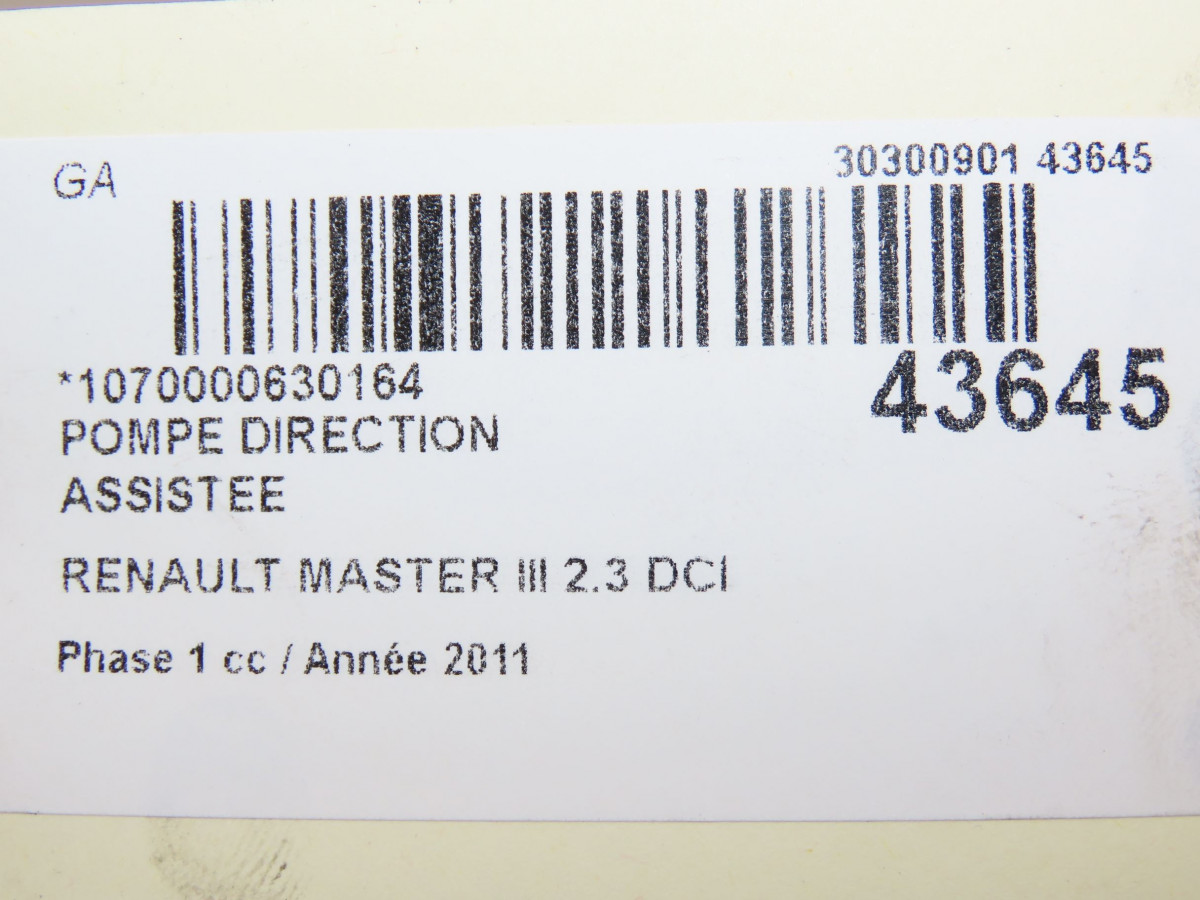 GA
30300901 43645
*1070000630164
43645
POMPE DIRECTION
ASSISTEE
RENAULT MASTER III 2.3 DCI
Phase 1 cc / Année 2011